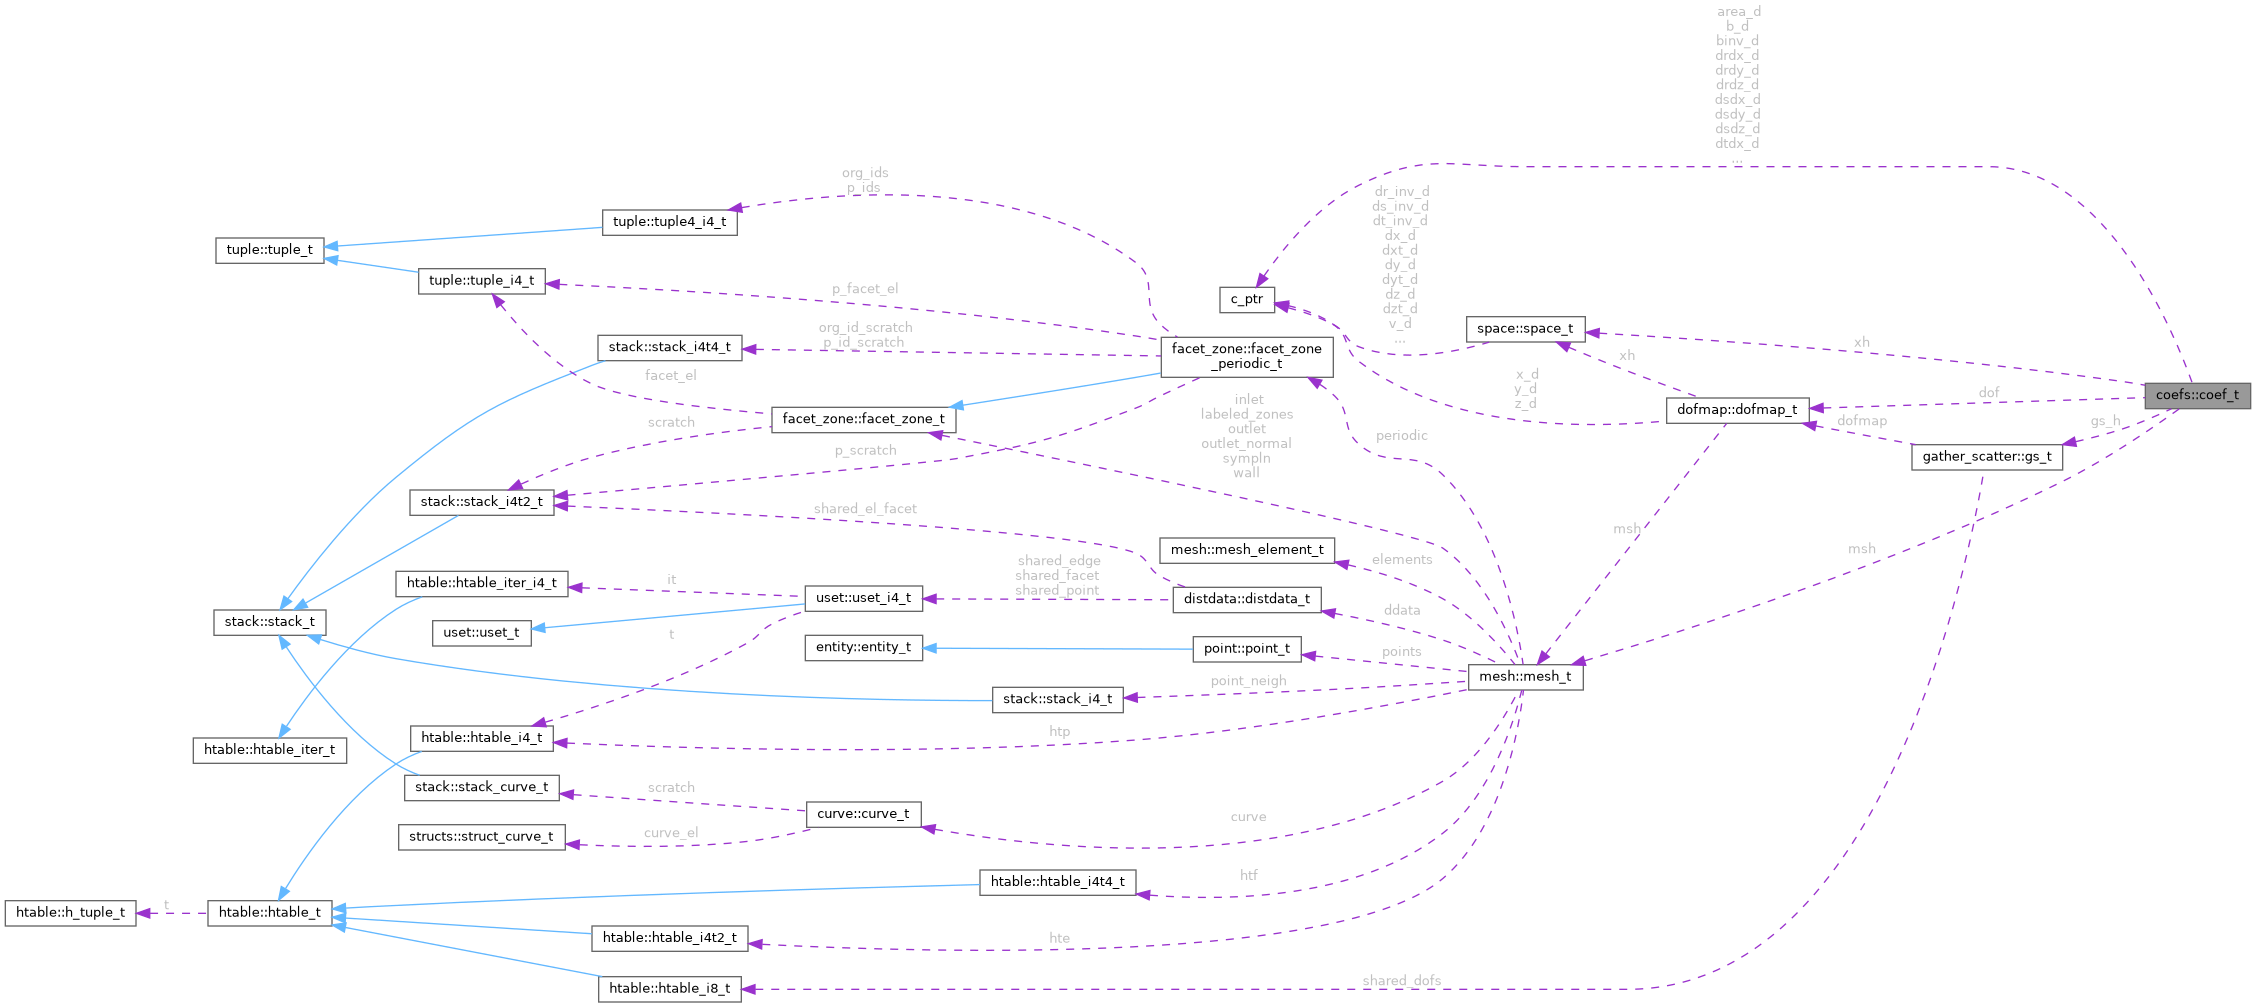 area_d
b_d
binv_d
drdx_d
drdy_d
drdz_d
dsdx_d
dsdy_d
dsdz_d
dtdx_d
...
org_ids
p_ids
tuple::tuple4_i4_t
tuple::tuple_t
tuple::tuple_i4_t
p_facet_el
dr_inv_d
ds_inv_d
dt_inv_d
dx_d
dxt_d
dy_d
dyt_d
dz_d
dzt_d
v_d
...
c_ptr
space::space_t
xh
xh
org_id_scratch
p_id_scratch
stack::stack_i4t4_t
facet_zone::facet_zone
_periodic_t
facet_el
x_d
y_d
z_d
dofmap::dofmap_t
dof
coefs::coef_t
facet_zone::facet_zone_t
scratch
inlet
labeled_zones
outlet
outlet_normal
sympln
wall
periodic
dofmap
gs_h
gather_scatter::gs_t
p_scratch
stack::stack_i4t2_t
shared_el_facet
msh
msh
mesh::mesh_element_t
elements
htable::htable_iter_i4_t
it
uset::uset_i4_t
shared_edge
shared_facet
shared_point
distdata::distdata_t
ddata
stack::stack_t
uset::uset_t
t
entity::entity_t
point::point_t
points
mesh::mesh_t
point_neigh
stack::stack_i4_t
htable::htable_i4_t
htp
htable::htable_iter_t
stack::stack_curve_t
scratch
curve::curve_t
curve
structs::struct_curve_t
curve_el
htable::htable_i4t4_t
htf
htable::h_tuple_t
t
htable::htable_t
htable::htable_i4t2_t
hte
htable::htable_i8_t
shared_dofs